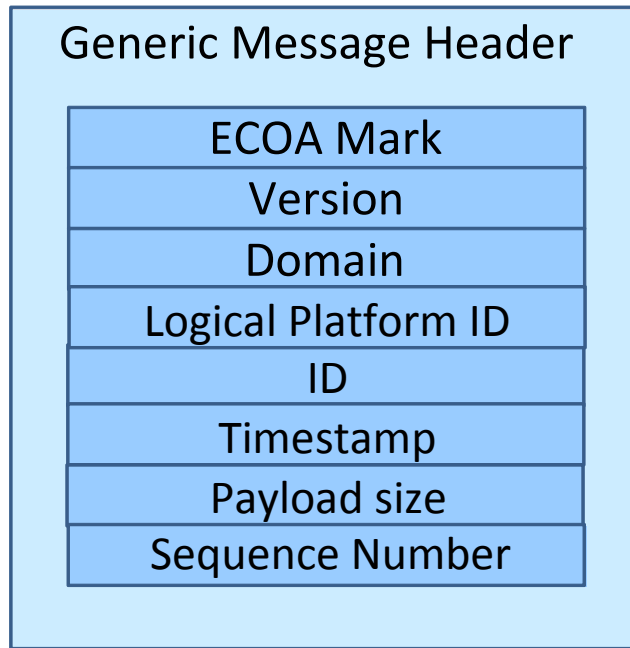 Generic Message Header
ECOA Mark
Version
Domain
Logical Platform ID
ID
Timestamp
Payload size
Sequence Number